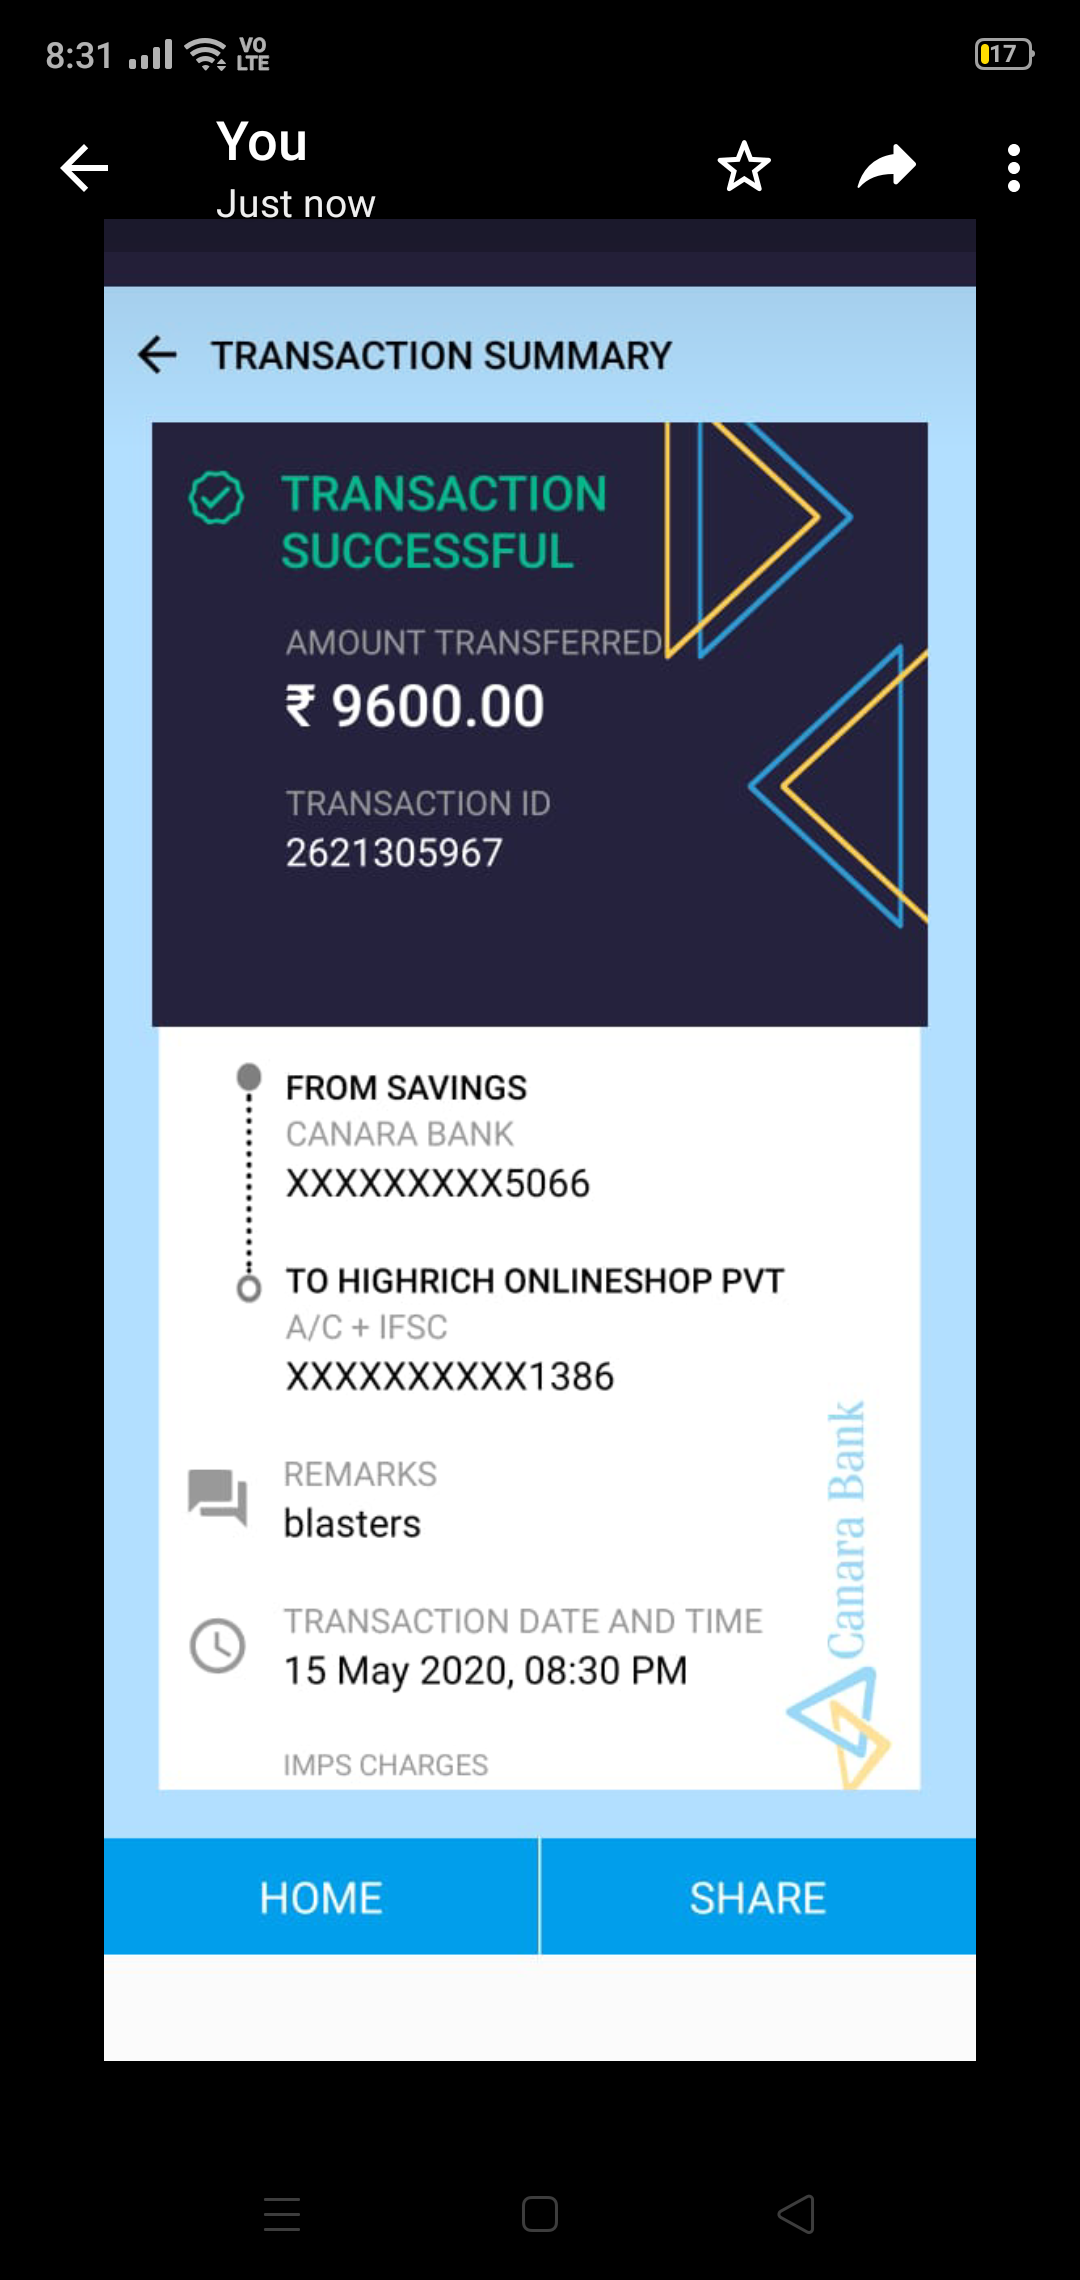 8:31 VO LTE 17
You
Just now
TRANSACTION SUMMARY
TRANSACTION
SUCCESSFUL
AMOUNT TRANSFERRED
₹ 9600.00
TRANSACTION ID
2621305967
FROM SAVINGS
CANARA BANK
XXXXXXXXX5066
TO HIGHRICH ONLINESHOP PVT
A/C + IFSC
XXXXXXXXXX1386
REMARKS
blasters
TRANSACTION DATE AND TIME
15 May 2020, 08:30 PM
IMPS CHARGES
Canara Bank
HOME
SHARE